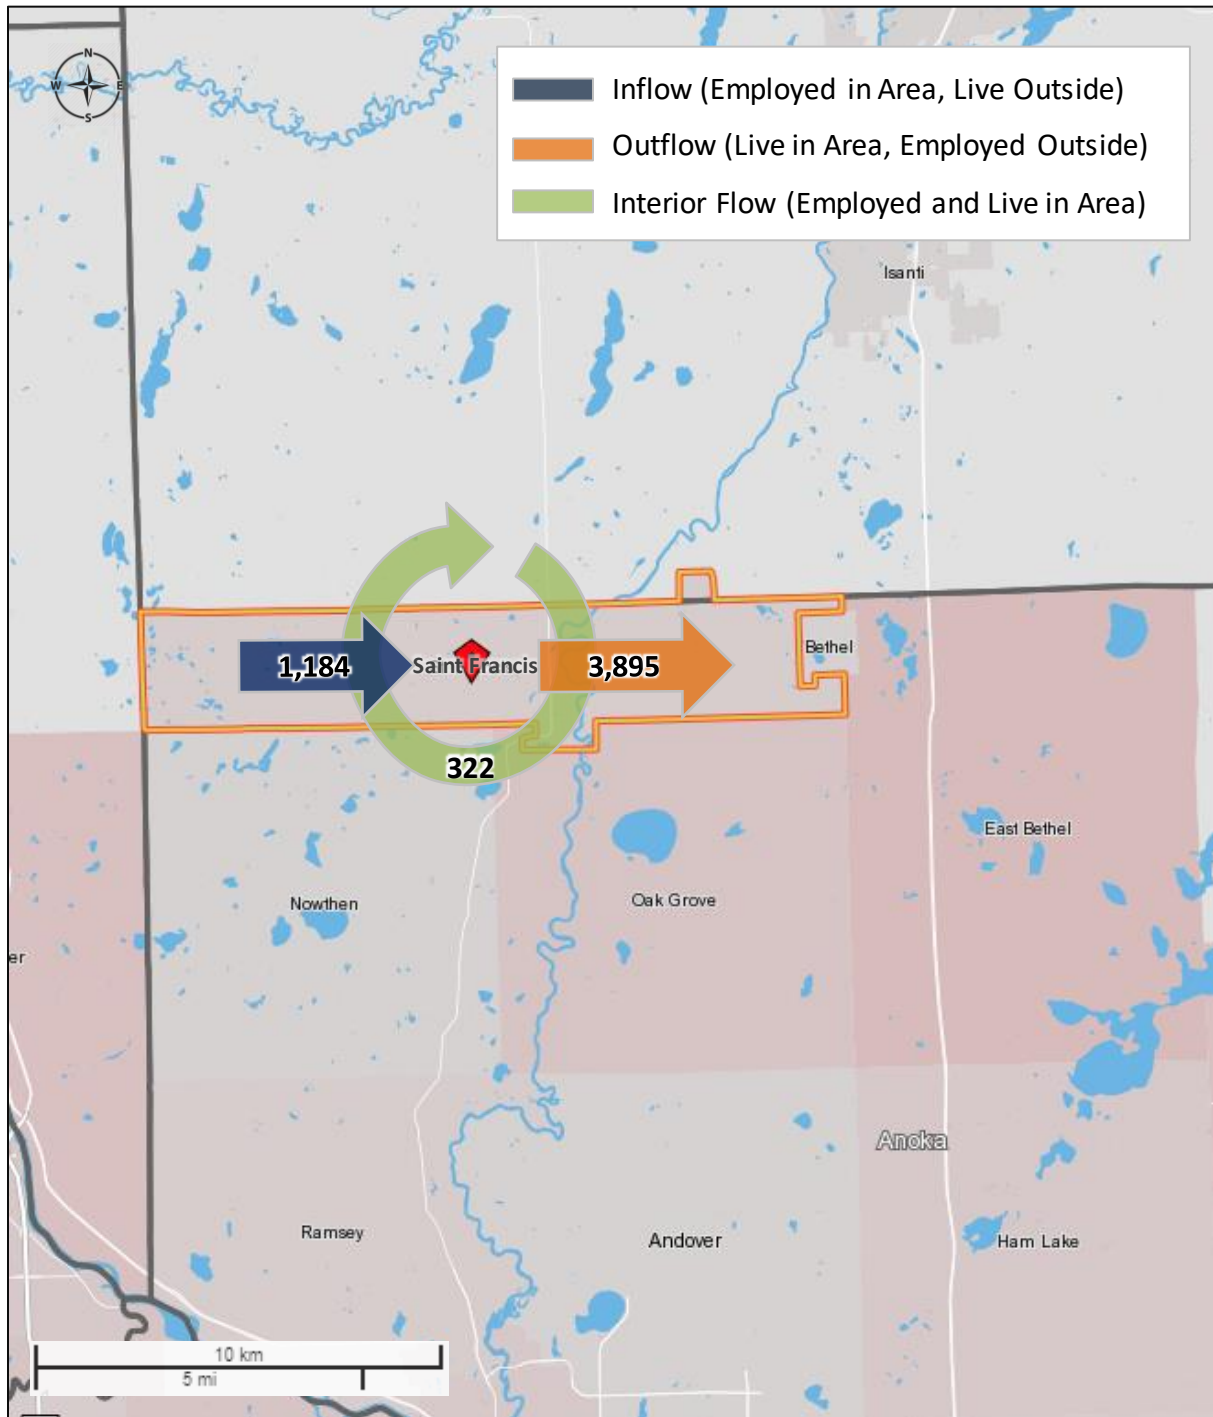 N
W E
S
Inflow (Employed in Area, Live Outside)
Outflow (Live in Area, Employed Outside)
Interior Flow (Employed and Live in Area)
Isanti
Bethel
1,184
Saint Francis
3,895
322
East Bethel
Nowthen
Oak Grove
er
Anoka
Ramsey
Andover
Ham Lake
10 km
5 mi